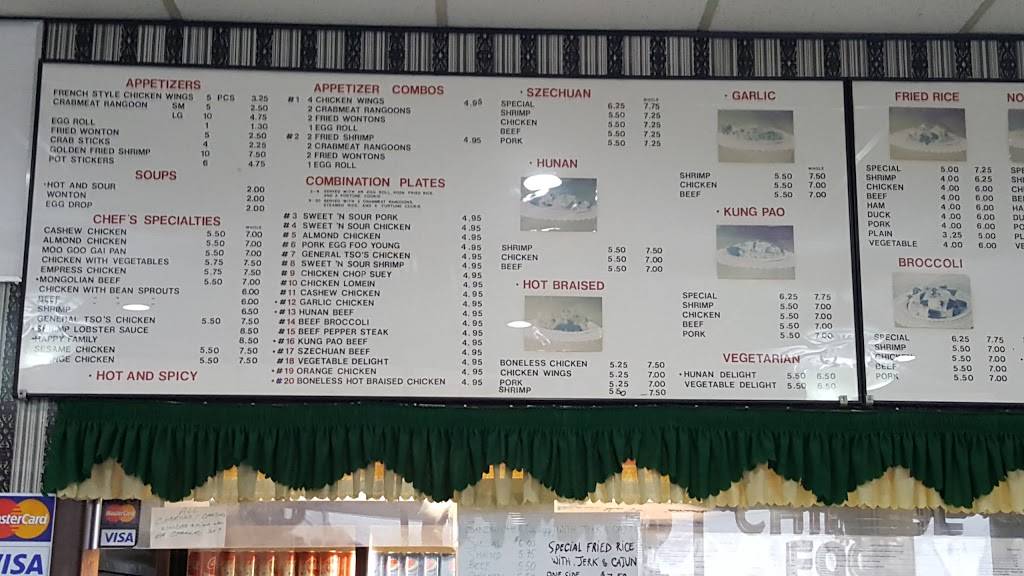 APPETIZERS
FRENCH STYLE CHICKEN WINGS 5 PCS 3.25
CRABMEAT RANGOON SM 5 2.50
LG 10 4.75
EGG ROLL 1 1.30
FRIED WONTON 5 2.50
CRAB STICKS 4 2.25
GOLDEN FRIED SHRIMP 10 7.50
POT STICKERS 6 4.75
SOUPS
·HOT AND SOUR 2.00
WONTON 2.00
EGG DROP 2.00
CHEF'S SPECIALTIES
WHOLE
CASHEW CHICKEN 5.50 7.00
ALMOND CHICKEN 5.50 7.00
MOO GOO GAI PAN 5.50 7.00
CHICKEN WITH VEGETABLES 5.75 7.50
EMPRESS CHICKEN 5.75 7.50
·MONGOLIAN BEEF 5.50 7.00
CHICKEN WITH BEAN SPROUTS 6.00
BEEF " " " 6.00
SHRIMP 6.50
GENERAL TSO'S CHICKEN 5.50 7.50
SHRIMP LOBSTER SAUCE 8.50
·HAPPY FAMILY 8.50
SESAME CHICKEN 5.50 7.50
CHICKEN 5.50 7.50
· HOT AND SPICY
APPETIZER COMBOS
#1 4 CHICKEN WINGS 4.95
2 CRABMEAT RANGOONS
2 FRIED WONTONS
1 EGG ROLL
#2 2 FRIED SHRIMP 4.95
2 CRABMEAT RANGOONS
2 FRIED WONTONS
1 EGG ROLL
COMBINATION PLATES
#3 SWEET 'N SOUR PORK 4.95
#4 SWEET 'N SOUR CHICKEN 4.95
#5 ALMOND CHICKEN 4.95
#6 PORK EGG FOO YOUNG 4.95
#7 GENERAL TSO'S CHICKEN 4.95
#8 SWEET 'N SOUR SHRIMP 4.95
#9 CHICKEN CHOP SUEY 4.95
#10 CHICKEN LOMEIN 4.95
#11 CASHEW CHICKEN 4.95
·#12 GARLIC CHICKEN 4.95
·#13 HUNAN BEEF 4.95
#14 BEEF BROCCOLI 4.95
#15 BEEF PEPPER STEAK 4.95
·#16 KUNG PAO BEEF 4.95
·#17 SZECHUAN BEEF 4.95
#18 VEGETABLE DELIGHT 4.95
·#19 ORANGE CHICKEN 4.95
·#20 BONELESS HOT BRAISED CHICKEN 4.95
· SZECHUAN
WHOLE
SPECIAL 6.25 7.75
SHRIMP 5.50 7.50
CHICKEN 5.50 7.25
BEEF 5.50 7.25
PORK 5.50 7.25
· HUNAN
SHRIMP 5.50 7.50
CHICKEN 5.50 7.00
BEEF 5.50 7.00
· HOT BRAISED
BONELESS CHICKEN 5.25 7.50
CHICKEN WINGS 5.25 7.00
PORK 5.25 7.00
SHRIMP 5.50 7.50
· GARLIC
WHOLE
SHRIMP 5.50 7.50
CHICKEN 5.50 7.00
BEEF 5.50 7.00
· KUNG PAO
SPECIAL 6.25 7.75
SHRIMP 5.50 7.50
CHICKEN 5.50 7.00
BEEF 5.50 7.00
PORK 5.50 7.00
VEGETARIAN
· HUNAN DELIGHT 5.50 6.50
VEGETABLE DELIGHT 5.50 6.50
FRIED RICE
SPECIAL 5.00 7.25
SHRIMP 4.00 6.25
CHICKEN 4.00 6.00
BEEF 4.00 6.00
HAM 4.00 6.00
DUCK 4.00 6.00
PORK 4.00 6.00
PLAIN 3.25 5.00
VEGETABLE 4.00 6.00
BROCCOLI
SPECIAL 6.25 7.75
SHRIMP 5.50 7.50
CHICKEN 5.50 7.00
BEEF 5.50 7.00
PORK 5.50 7.00
NO
SPECI
SHRIM
CHICK
BEEF
HAM
DUCK
MasterCard
VISA
MasterCard
VISA
SPECIAL FRIED RICE
WITH JERK & CAJUN